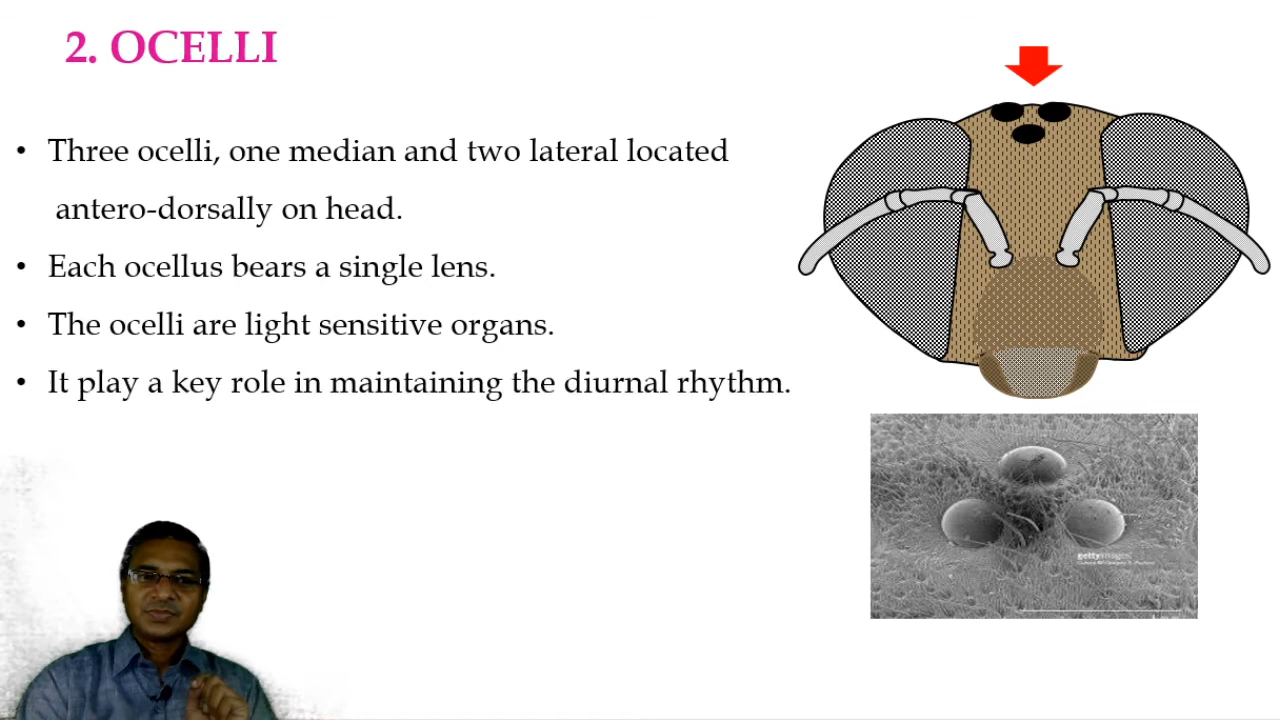 2. OCELLI
• Three ocelli, one median and two lateral located
antero-dorsally on head.
• Each ocellus bears a single lens.
• The ocelli are light sensitive organs.
• It play a key role in maintaining the diurnal rhythm.
gettyimages